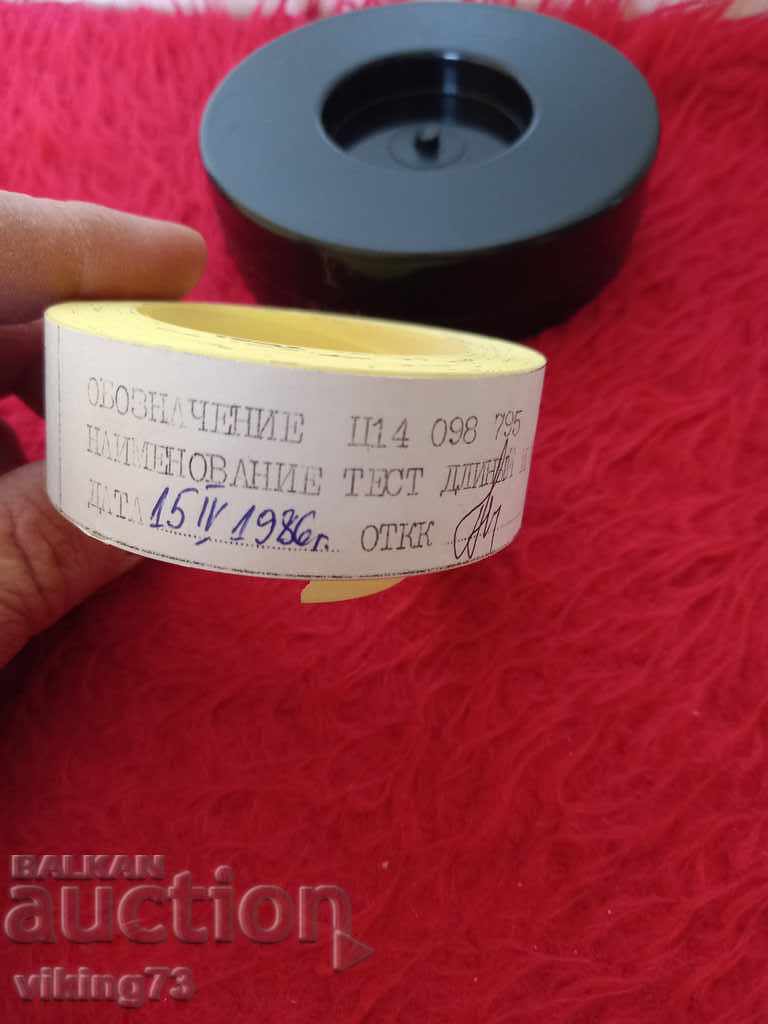 ОБОЗНАЧЕНИЕ Ц14 098 795
НАИМЕНОВАНИЕ ТЕСТ
ДАТА 15 IV 1986г. ОТКК
BALKAN
auction
viking73